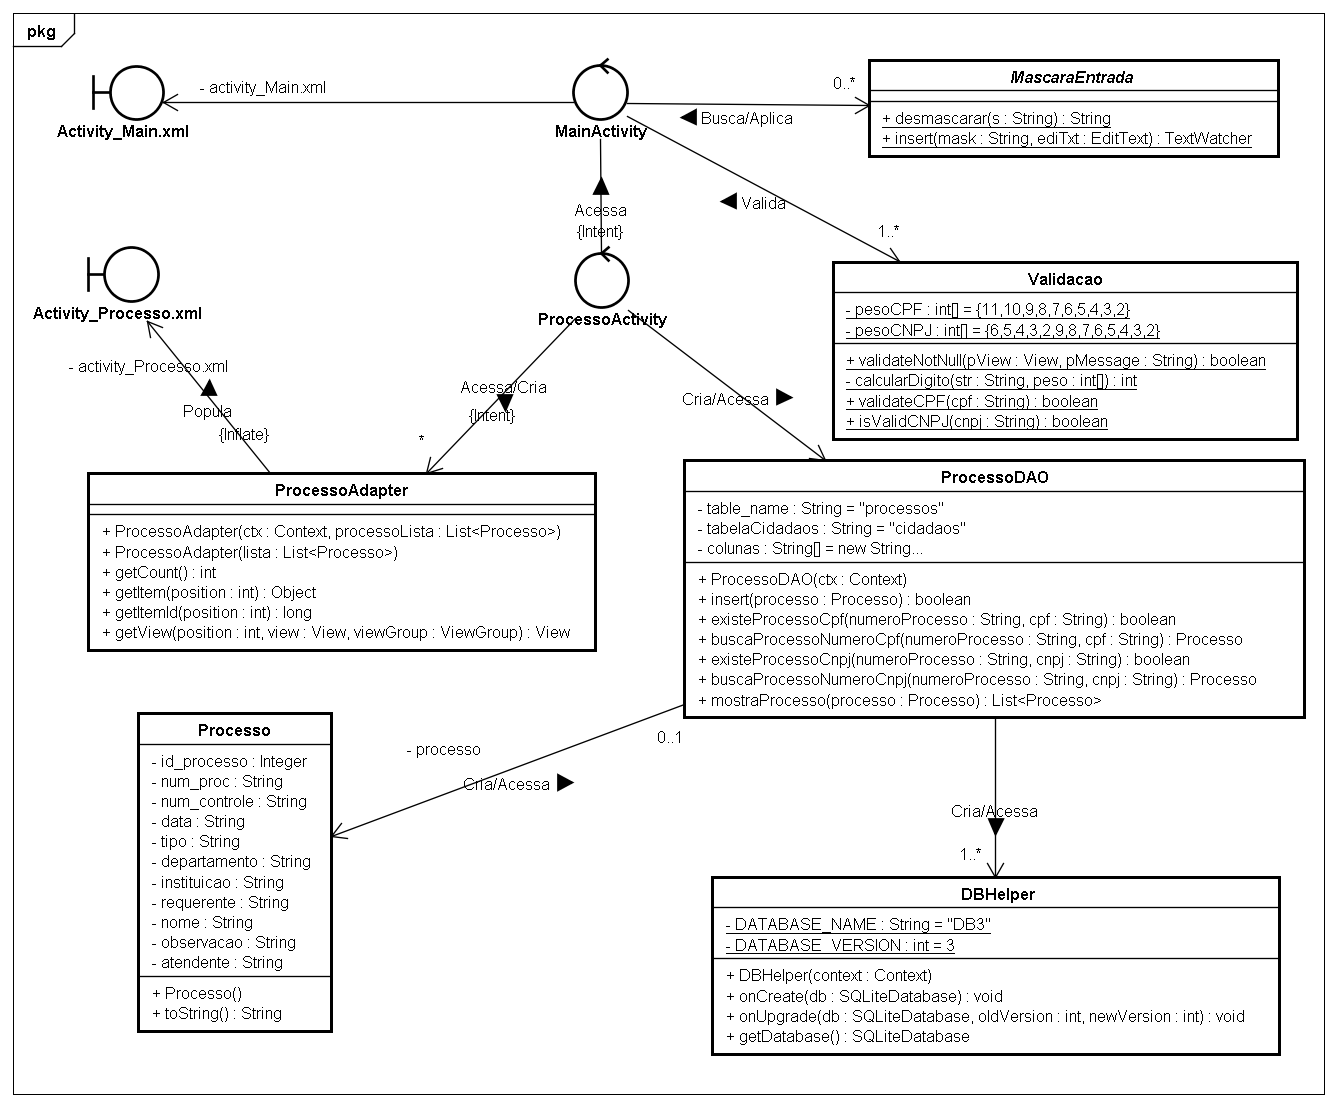 pkg
- activity_Main.xml
Activity_Main.xml
MainActivity
0..*
Busca/Aplica
MascaraEntrada
+ desmascarar(s : String) : String
+ insert(mask : String, ediTxt : EditText) : TextWatcher
Valida
1..*
Acessa
{Intent}
Activity_Processo.xml
ProcessoActivity
Validacao
- pesoCPF : int[] = {11,10,9,8,7,6,5,4,3,2}
- pesoCNPJ : int[] = {6,5,4,3,2,9,8,7,6,5,4,3,2}
+ validateNotNull(pView : View, pMessage : String) : boolean
- calcularDigito(str : String, peso : int[]) : int
+ validateCPF(cpf : String) : boolean
+ isValidCNPJ(cnpj : String) : boolean
- activity_Processo.xml
Popula
{Inflate}
Acessa/Cria
{Intent}
*
Cria/Acessa
ProcessoAdapter
+ ProcessoAdapter(ctx : Context, processoLista : List<Processo>)
+ ProcessoAdapter(lista : List<Processo>)
+ getCount() : int
+ getItem(position : int) : Object
+ getItemId(position : int) : long
+ getView(position : int, view : View, viewGroup : ViewGroup) : View
ProcessoDAO
- table_name : String = "processos"
- tabelaCidadaos : String = "cidadaos"
- colunas : String[] = new String...
+ ProcessoDAO(ctx : Context)
+ insert(processo : Processo) : boolean
+ existeProcessoCpf(numeroProcesso : String, cpf : String) : boolean
+ buscaProcessoNumeroCpf(numeroProcesso : String, cpf : String) : Processo
+ existeProcessoCnpj(numeroProcesso : String, cnpj : String) : boolean
+ buscaProcessoNumeroCnpj(numeroProcesso : String, cnpj : String) : Processo
+ mostraProcesso(processo : Processo) : List<Processo>
0..1
- processo
Cria/Acessa
Processo
- id_processo : Integer
- num_proc : String
- num_controle : String
- data : String
- tipo : String
- departamento : String
- instituicao : String
- requerente : String
- nome : String
- observacao : String
- atendente : String
+ Processo()
+ toString() : String
Cria/Acessa
1..*
DBHelper
- DATABASE_NAME : String = "DB3"
- DATABASE_VERSION : int = 3
+ DBHelper(context : Context)
+ onCreate(db : SQLiteDatabase) : void
+ onUpgrade(db : SQLiteDatabase, oldVersion : int, newVersion : int) : void
+ getDatabase() : SQLiteDatabase